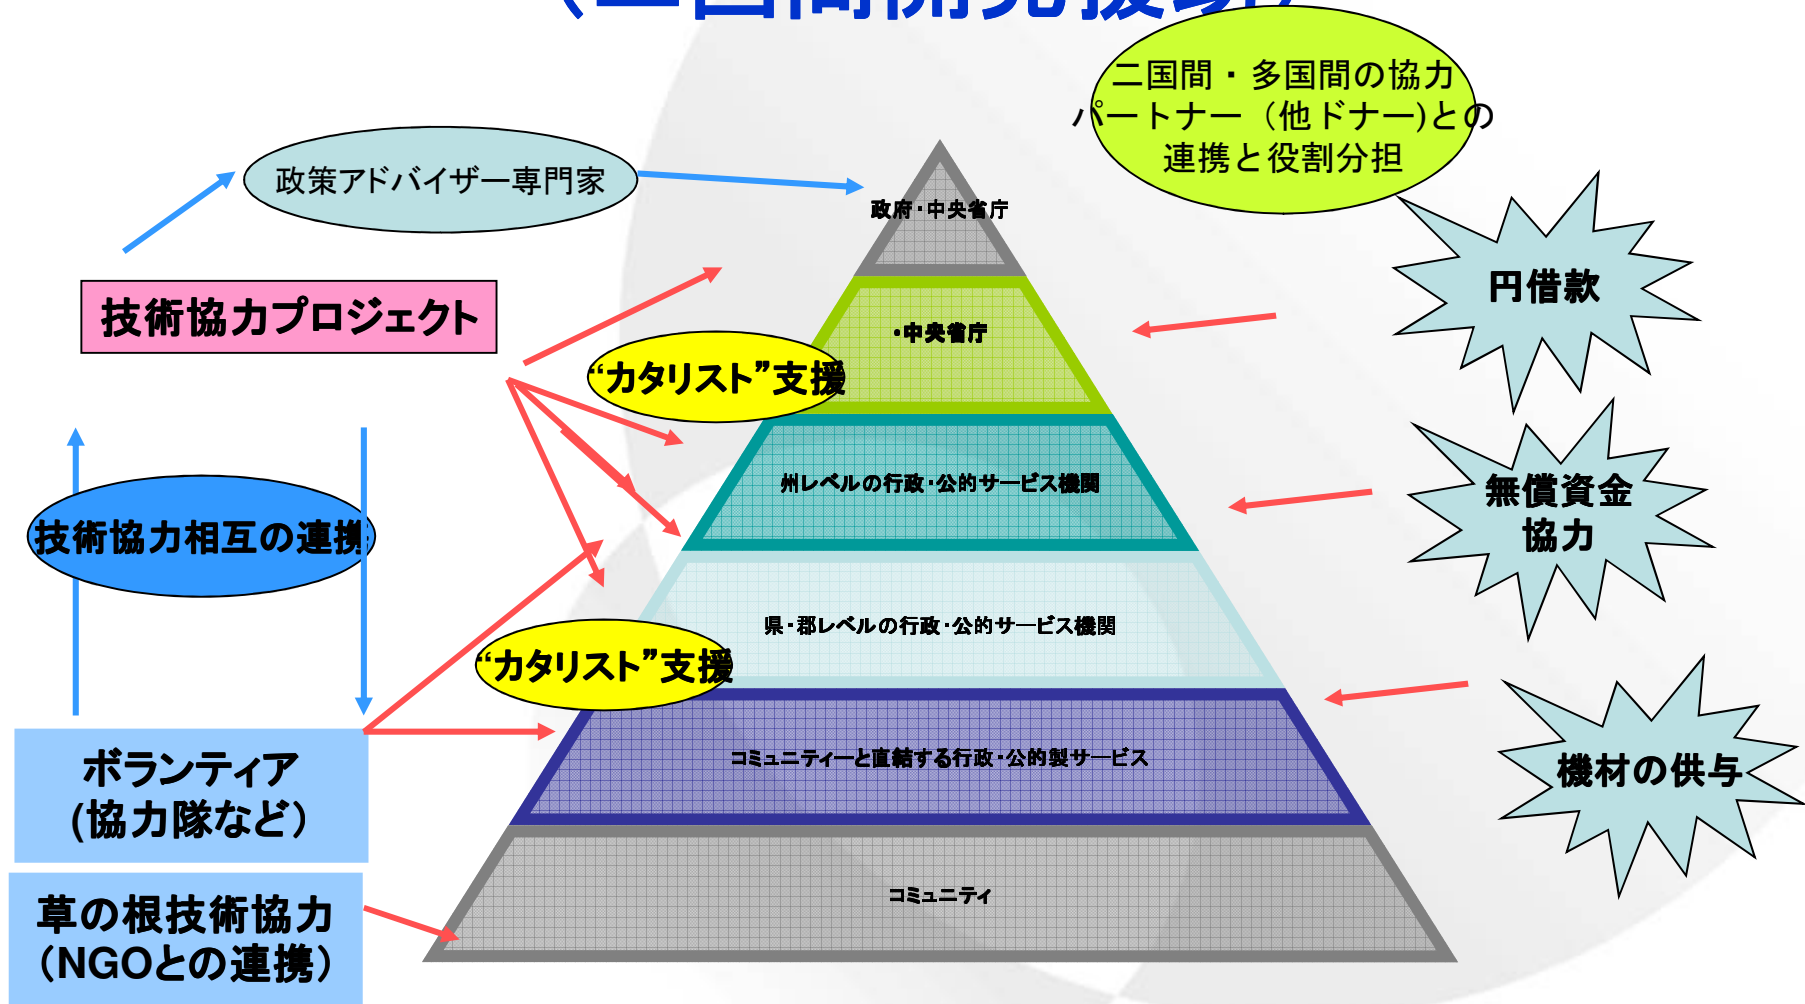 (二国間開発援助)
二国間・多国間の協力
パートナー（他ドナー)との
連携と役割分担
政策アドバイザー専門家
政府・中央省庁
円借款
技術協力プロジェクト
・中央省庁
“カタリスト”支援
州レベルの行政・公的サービス機関
無償資金
協力
技術協力相互の連携
県・郡レベルの行政・公的サービス機関
“カタリスト”支援
コミュニティーと直結する行政・公的製サービス
機材の供与
ボランティア
(協力隊など）
コミュニティ
草の根技術協力
（NGOとの連携）